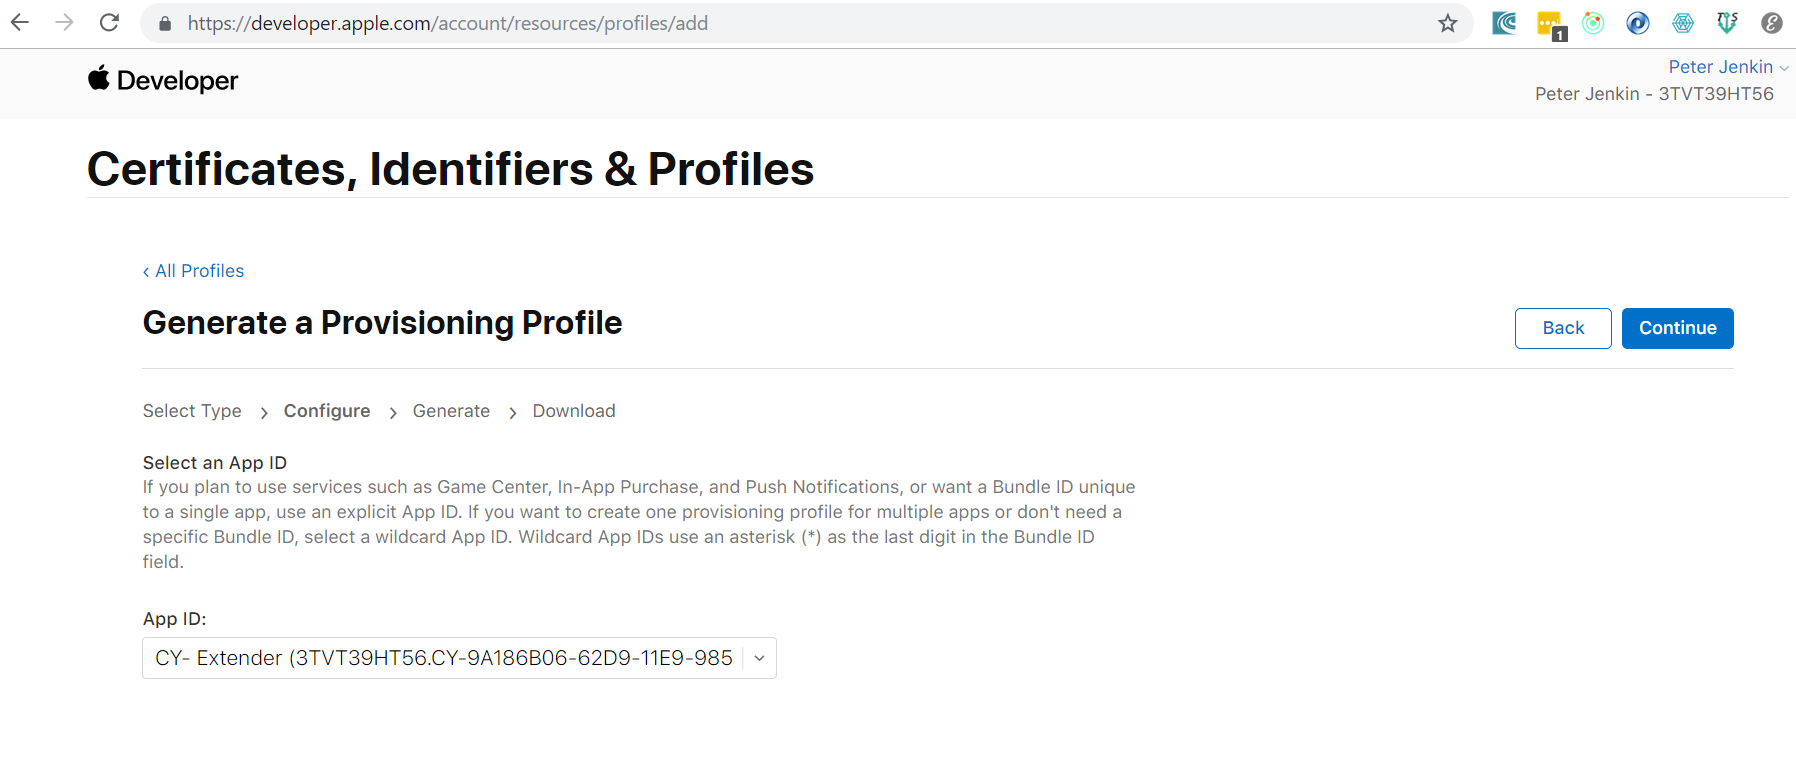 https://developer.apple.com/account/resources/profiles/add
1
Developer
Peter Jenkin
Peter Jenkin - 3TVT39HT56
Certificates, Identifiers & Profiles
‹ All Profiles
Generate a Provisioning Profile
Back
Continue
Select Type > Configure > Generate > Download
Select an App ID
If you plan to use services such as Game Center, In-App Purchase, and Push Notifications, or want a Bundle ID unique
to a single app, use an explicit App ID. If you want to create one provisioning profile for multiple apps or don't need a
specific Bundle ID, select a wildcard App ID. Wildcard App IDs use an asterisk (*) as the last digit in the Bundle ID
field.
App ID:
CY- Extender (3TVT39HT56.CY-9A186B06-62D9-11E9-985